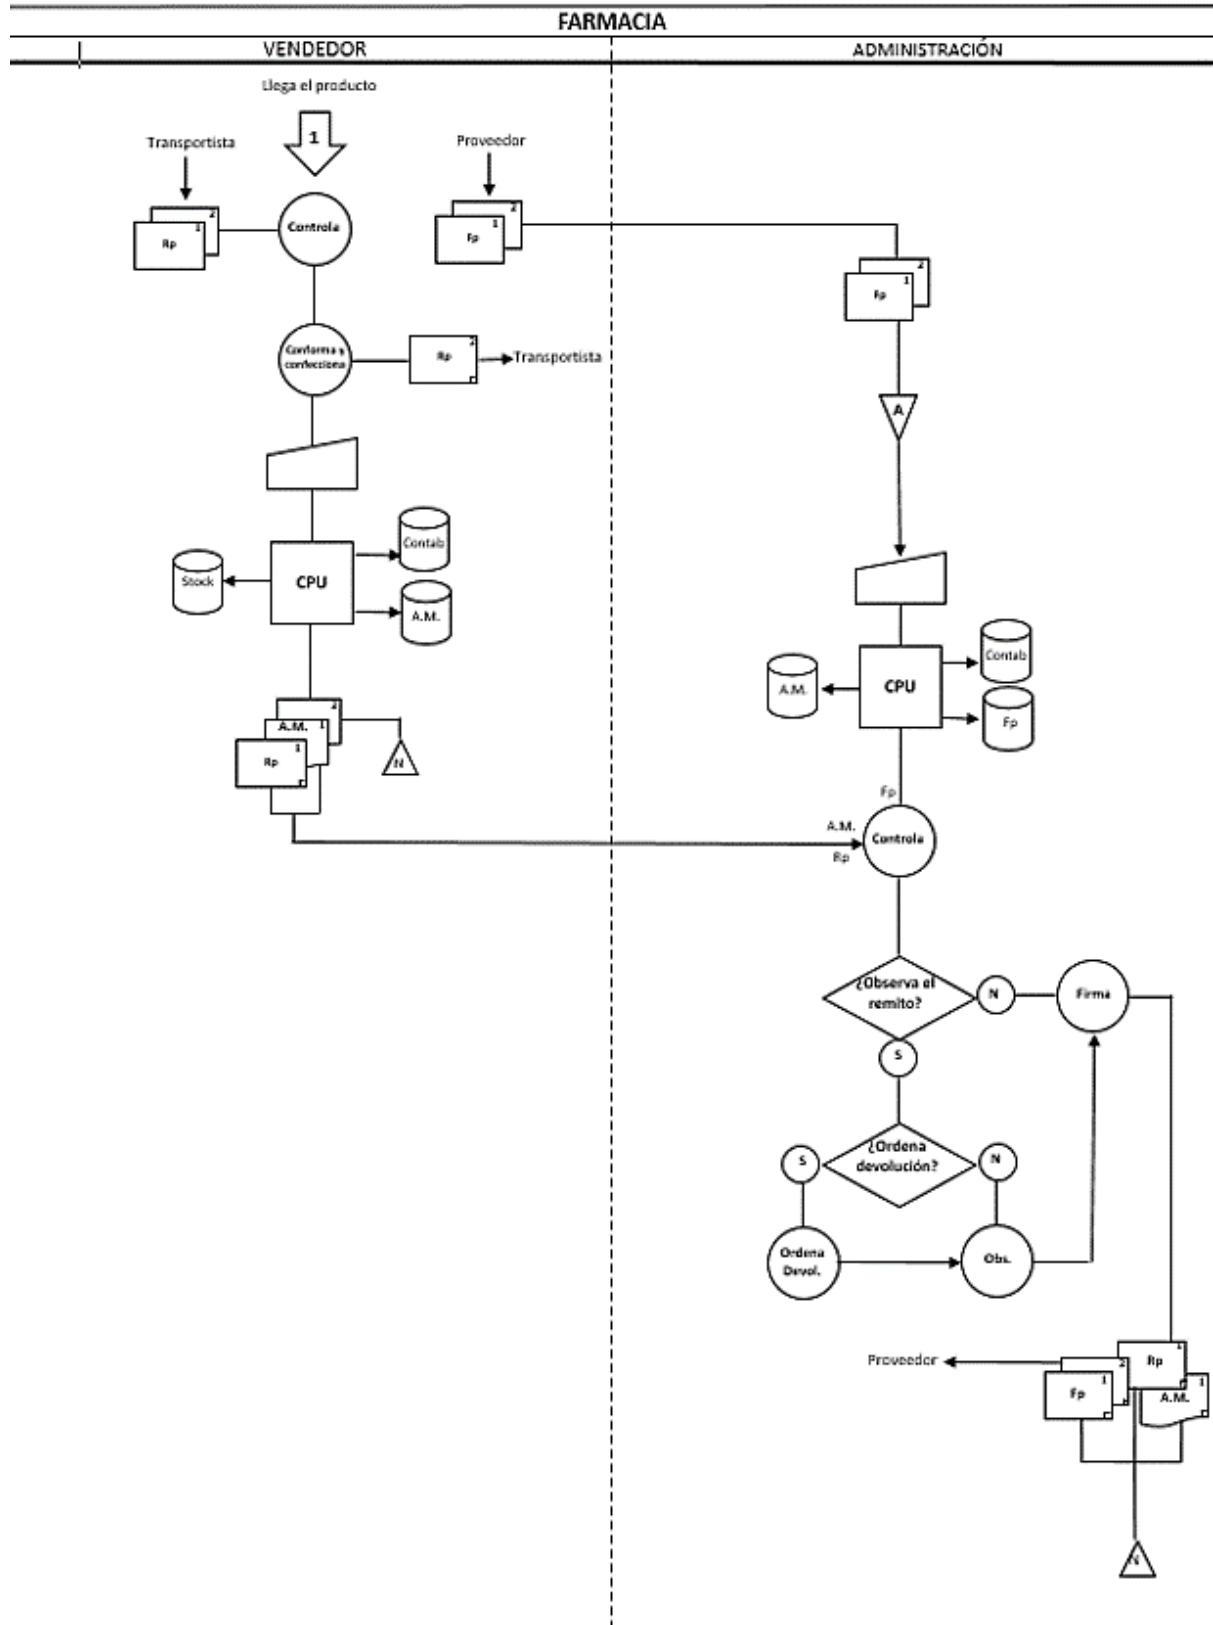 FARMACIA
VENDEDOR
ADMINISTRACIÓN
Llega el producto
1
Transportista
Proveedor
2
1
Rp
Controla
2
1
Fp
2
1
Fp
Conforma y
confecciona
2
Rp
Transportista
A
Contab
Stock
CPU
A.M.
Contab
A.M.
CPU
Fp
2
A.M.
1
1
Rp
N
Fp
A.M.
Rp
Controla
¿Observa el
remito?
N
Firma
S
¿Ordena
devolución?
S
N
Ordena
Devol.
Obs.
Proveedor
1
Rp
2
1
Fp
1
A.M.
N